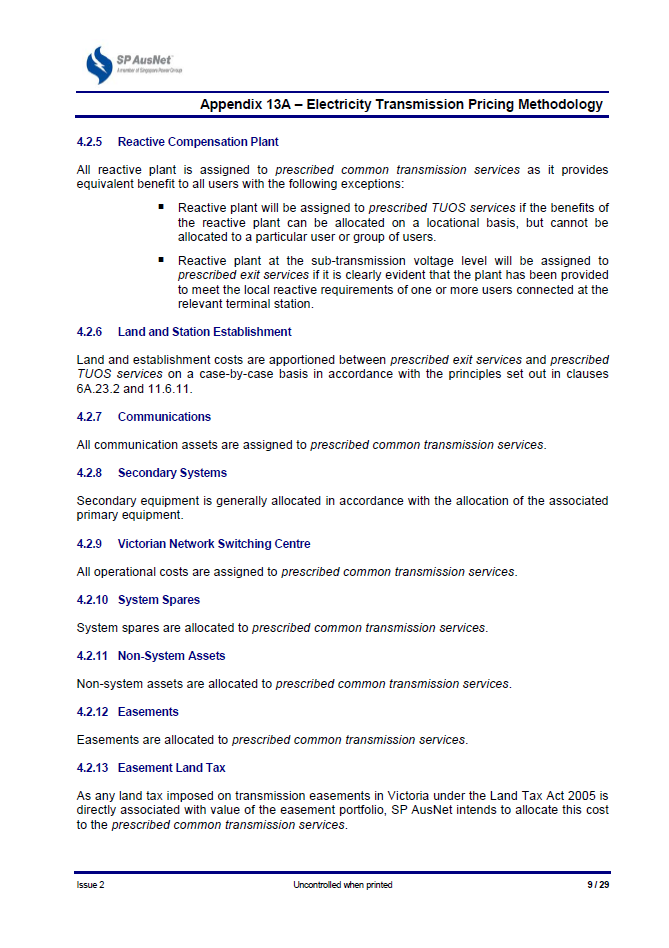 SP AusNet™
A member of Singapore Power Group
Appendix 13A – Electricity Transmission Pricing Methodology
4.2.5 Reactive Compensation Plant
All reactive plant is assigned to prescribed common transmission services as it provides
equivalent benefit to all users with the following exceptions:
▪ Reactive plant will be assigned to prescribed TUOS services if the benefits of
the reactive plant can be allocated on a locational basis, but cannot be
allocated to a particular user or group of users.
▪ Reactive plant at the sub-transmission voltage level will be assigned to
prescribed exit services if it is clearly evident that the plant has been provided
to meet the local reactive requirements of one or more users connected at the
relevant terminal station.
4.2.6 Land and Station Establishment
Land and establishment costs are apportioned between prescribed exit services and prescribed
TUOS services on a case-by-case basis in accordance with the principles set out in clauses
6A.23.2 and 11.6.11.
4.2.7 Communications
All communication assets are assigned to prescribed common transmission services.
4.2.8 Secondary Systems
Secondary equipment is generally allocated in accordance with the allocation of the associated
primary equipment.
4.2.9 Victorian Network Switching Centre
All operational costs are assigned to prescribed common transmission services.
4.2.10 System Spares
System spares are allocated to prescribed common transmission services.
4.2.11 Non-System Assets
Non-system assets are allocated to prescribed common transmission services.
4.2.12 Easements
Easements are allocated to prescribed common transmission services.
4.2.13 Easement Land Tax
As any land tax imposed on transmission easements in Victoria under the Land Tax Act 2005 is
directly associated with value of the easement portfolio, SP AusNet intends to allocate this cost
to the prescribed common transmission services.
Issue 2 Uncontrolled when printed 9 / 29